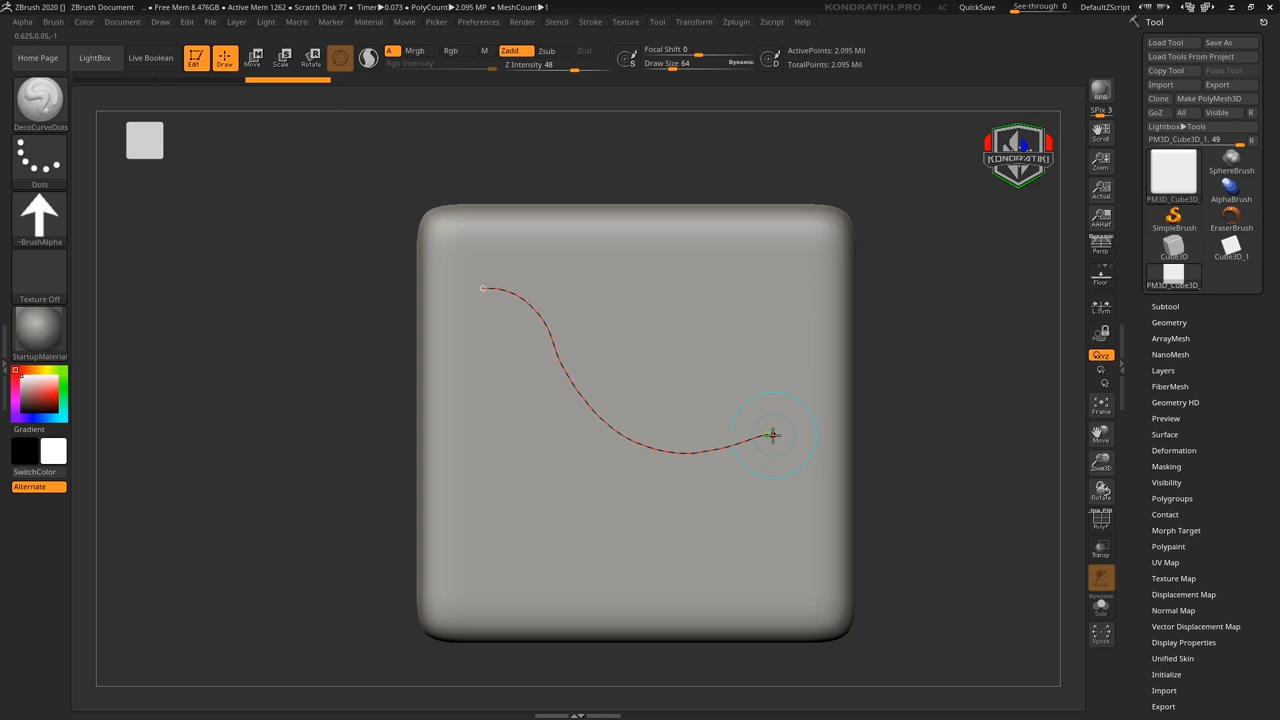 ZBrush 2020 [] ZBrush Document .. ● Free Mem 8.476GB ● Active Mem 1262 ● Scratch Disk 77 ● Timer▶0.073 ● PolyCount▶2.095 MP ● MeshCount▶1 KONDRATIKI.PRO AC QuickSave See-through 0 DefaultZScript
Alpha Brush Color Document Draw Edit File Layer Light Macro Marker Material Movie Picker Preferences Render Stencil Stroke Texture Tool Transform Zplugin Zscript Help
0.625,0.05,-1
Home Page
LightBox
Live Boolean
Edit
Draw
Move
Scale
Rotate
A Mrgb Rgb M Zadd Zsub Zcut
Rgb Intensity Z Intensity 48
S
Focal Shift 0
Draw Size 64 Dynamic
D
ActivePoints: 2.095 Mil
TotalPoints: 2.095 Mil
DecoCurveDots
Dots
~BrushAlpha
Texture Off
StartupMaterial
Gradient
SwitchColor
Alternate
KONDRATIKI
BPR
SPix 3
Scroll
Zoom
Actual
AAHalf
Dynamic
Persp
Floor
L.Sym
XYZ
Frame
Move
Zoom3D
Rotate
Line Fill
PolyF
Transp
Ghost
Dynamic
Solo
Xpose
Tool
Load Tool Save As
Load Tools From Project
Copy Tool Paste Tool
Import Export
Clone Make PolyMesh3D
GoZ All Visible R
Lightbox▶Tools
PM3D_Cube3D_1. 49 R
PM3D_Cube3D_
SphereBrush
AlphaBrush
SimpleBrush
EraserBrush
Cube3D
Cube3D_1
PM3D_Cube3D_
Subtool
Geometry
ArrayMesh
NanoMesh
Layers
FiberMesh
Geometry HD
Preview
Surface
Deformation
Masking
Visibility
Polygroups
Contact
Morph Target
Polypaint
UV Map
Texture Map
Displacement Map
Normal Map
Vector Displacement Map
Display Properties
Unified Skin
Initialize
Import
Export